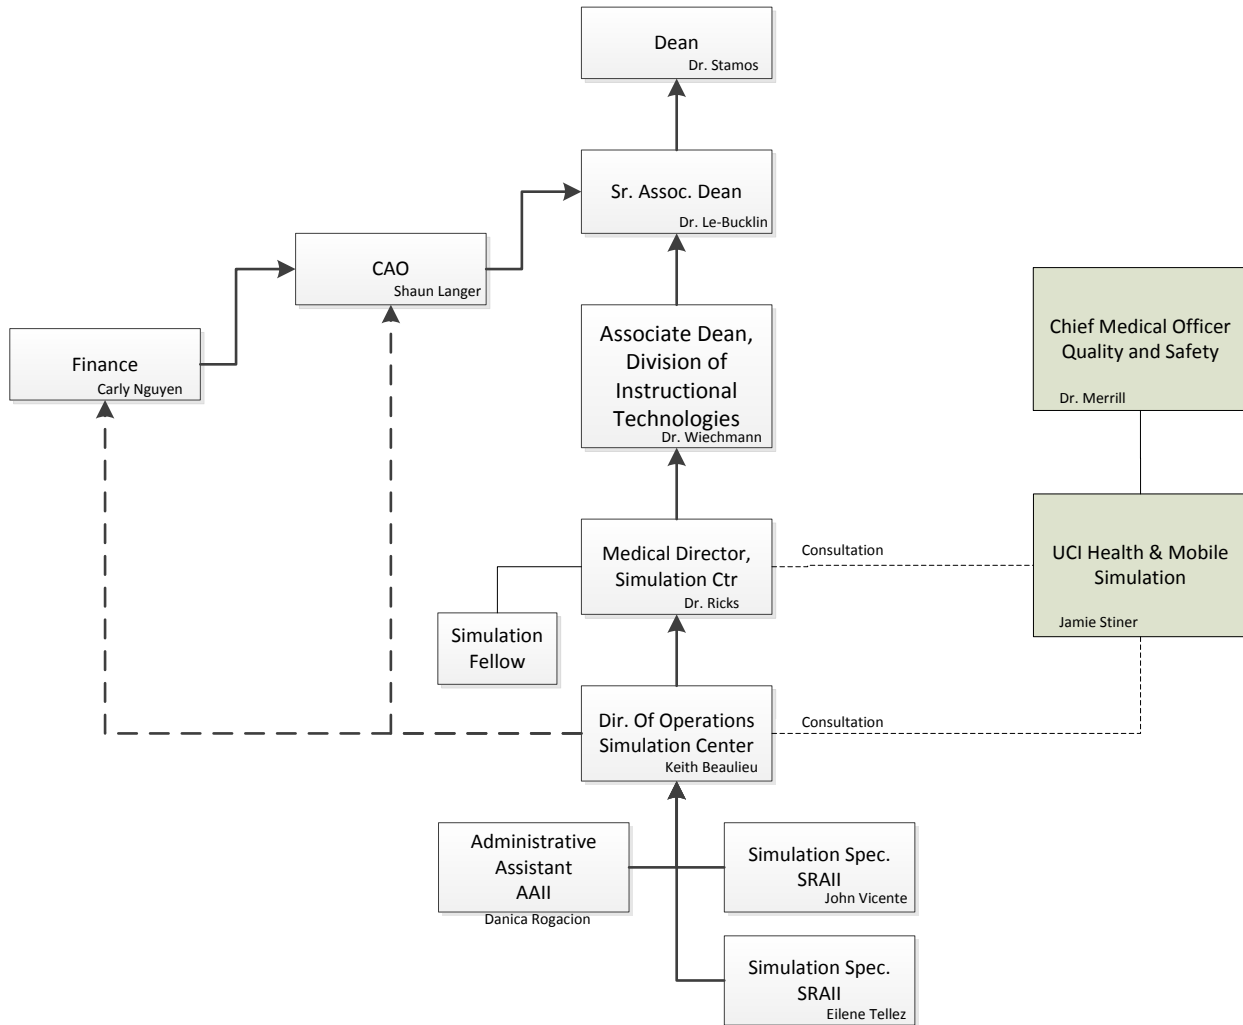 Dean
Dr. Stamos
Sr. Assoc. Dean
Dr. Le-Bucklin
CAO
Shaun Langer
Finance
Carly Nguyen
Associate Dean,
Division of
Instructional
Technologies
Dr. Wiechmann
Chief Medical Officer
Quality and Safety
Dr. Merrill
Medical Director,
Simulation Ctr
Dr. Ricks
Consultation
UCI Health & Mobile
Simulation
Jamie Stiner
Simulation
Fellow
Dir. Of Operations
Simulation Center
Keith Beaulieu
Consultation
Administrative
Assistant
AAII
Danica Rogacion
Simulation Spec.
SRAII
John Vicente
Simulation Spec.
SRAII
Eilene Tellez